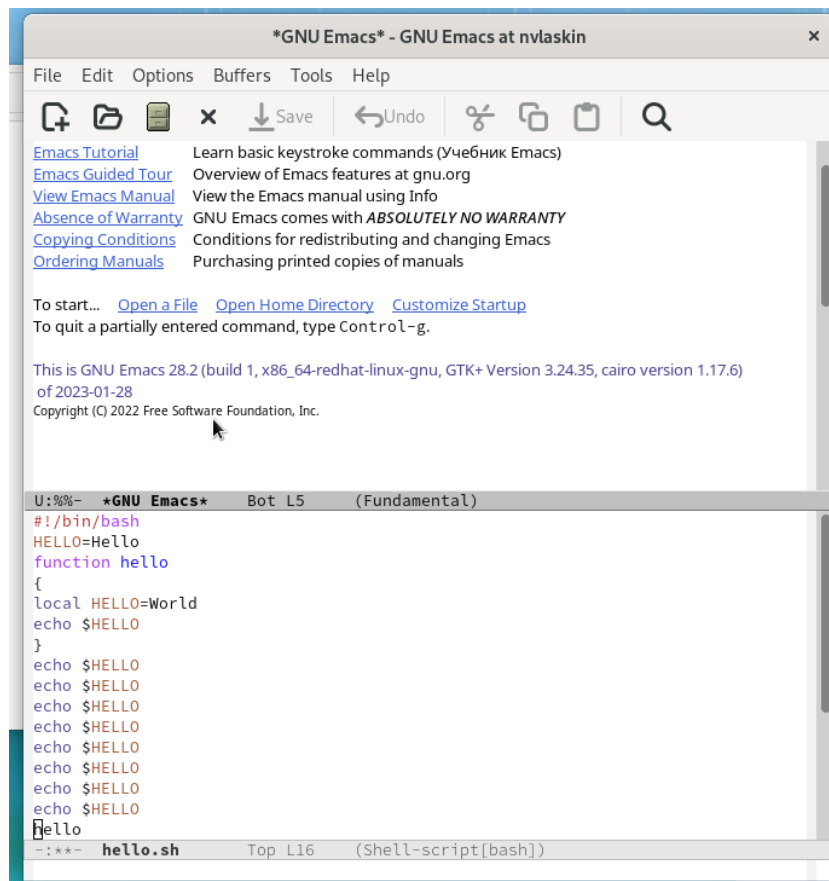 *GNU Emacs* - GNU Emacs at nvlaskin
File Edit Options Buffers Tools Help
Save Undo
Emacs Tutorial Learn basic keystroke commands (Учебник Emacs)
Emacs Guided Tour Overview of Emacs features at gnu.org
View Emacs Manual View the Emacs manual using Info
Absence of Warranty GNU Emacs comes with ABSOLUTELY NO WARRANTY
Copying Conditions Conditions for redistributing and changing Emacs
Ordering Manuals Purchasing printed copies of manuals
To start... Open a File Open Home Directory Customize Startup
To quit a partially entered command, type Control-g.
This is GNU Emacs 28.2 (build 1, x86_64-redhat-linux-gnu, GTK+ Version 3.24.35, cairo version 1.17.6)
of 2023-01-28
Copyright (C) 2022 Free Software Foundation, Inc.
U:%%- *GNU Emacs* Bot L5 (Fundamental)
#!/bin/bash
HELLO=Hello
function hello
{
local HELLO=World
echo $HELLO
}
echo $HELLO
echo $HELLO
echo $HELLO
echo $HELLO
echo $HELLO
echo $HELLO
echo $HELLO
echo $HELLO
hello
-:**- hello.sh Top L16 (Shell-script[bash])